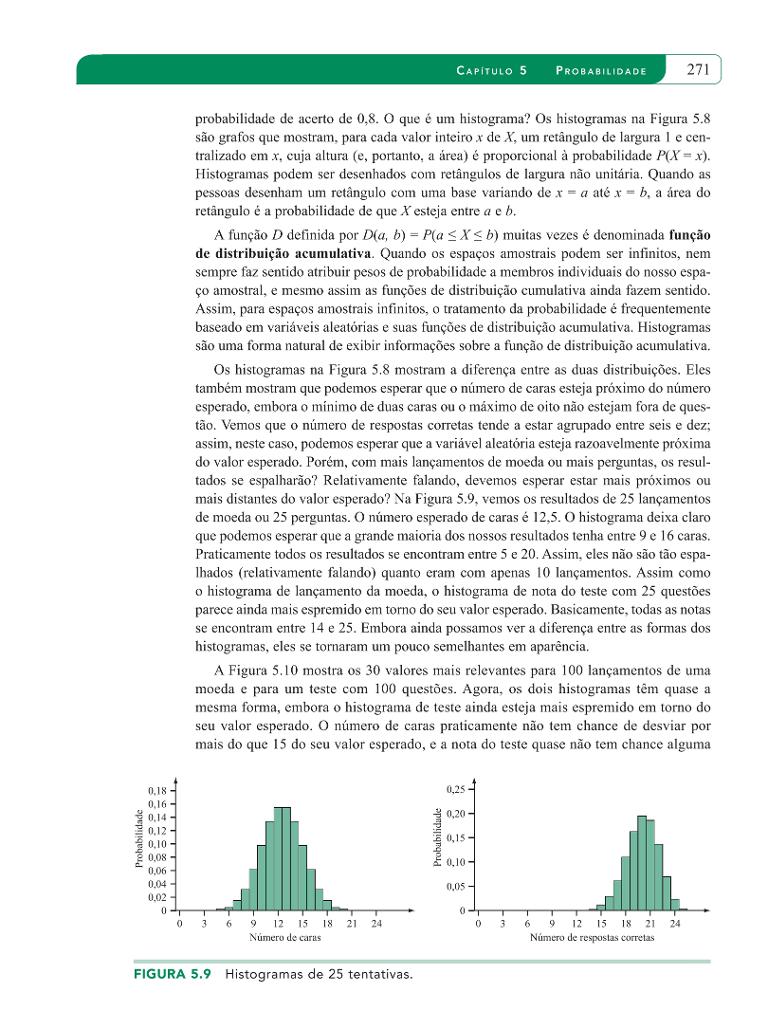 CAPÍTULO 5 PROBABILIDADE 271
probabilidade de acerto de 0,8. O que é um histograma? Os histogramas na Figura 5.8
são grafos que mostram, para cada valor inteiro x de X, um retângulo de largura 1 e cen-
tralizado em x, cuja altura (e, portanto, a área) é proporcional à probabilidade P(X = x).
Histogramas podem ser desenhados com retângulos de largura não unitária. Quando as
pessoas desenham um retângulo com uma base variando de x = a até x = b, a área do
retângulo é a probabilidade de que X esteja entre a e b.
A função D definida por D(a, b) = P(a ≤ X ≤ b) muitas vezes é denominada função
de distribuição acumulativa. Quando os espaços amostrais podem ser infinitos, nem
sempre faz sentido atribuir pesos de probabilidade a membros individuais do nosso espa-
ço amostral, e mesmo assim as funções de distribuição cumulativa ainda fazem sentido.
Assim, para espaços amostrais infinitos, o tratamento da probabilidade é frequentemente
baseado em variáveis aleatórias e suas funções de distribuição acumulativa. Histogramas
são uma forma natural de exibir informações sobre a função de distribuição acumulativa.
Os histogramas na Figura 5.8 mostram a diferença entre as duas distribuições. Eles
também mostram que podemos esperar que o número de caras esteja próximo do número
esperado, embora o mínimo de duas caras ou o máximo de oito não estejam fora de ques-
tão. Vemos que o número de respostas corretas tende a estar agrupado entre seis e dez;
assim, neste caso, podemos esperar que a variável aleatória esteja razoavelmente próxima
do valor esperado. Porém, com mais lançamentos de moeda ou mais perguntas, os resul-
tados se espalharão? Relativamente falando, devemos esperar estar mais próximos ou
mais distantes do valor esperado? Na Figura 5.9, vemos os resultados de 25 lançamentos
de moeda ou 25 perguntas. O número esperado de caras é 12,5. O histograma deixa claro
que podemos esperar que a grande maioria dos nossos resultados tenha entre 9 e 16 caras.
Praticamente todos os resultados se encontram entre 5 e 20. Assim, eles não são tão espa-
lhados (relativamente falando) quanto eram com apenas 10 lançamentos. Assim como
o histograma de lançamento da moeda, o histograma de nota do teste com 25 questões
parece ainda mais espremido em torno do seu valor esperado. Basicamente, todas as notas
se encontram entre 14 e 25. Embora ainda possamos ver a diferença entre as formas dos
histogramas, eles se tornaram um pouco semelhantes em aparência.
A Figura 5.10 mostra os 30 valores mais relevantes para 100 lançamentos de uma
moeda e para um teste com 100 questões. Agora, os dois histogramas têm quase a
mesma forma, embora o histograma de teste ainda esteja mais espremido em torno do
seu valor esperado. O número de caras praticamente não tem chance de desviar por
mais do que 15 do seu valor esperado, e a nota do teste quase não tem chance alguma
Probabilidade
0,18
0,16
0,14
0,12
0,10
0,08
0,06
0,04
0,02
0
0 3 6 9 12 15 18 21 24
Número de caras
Probabilidade
0,25
0,20
0,15
0,10
0,05
0
0 3 6 9 12 15 18 21 24
Número de respostas corretas
FIGURA 5.9 Histogramas de 25 tentativas.